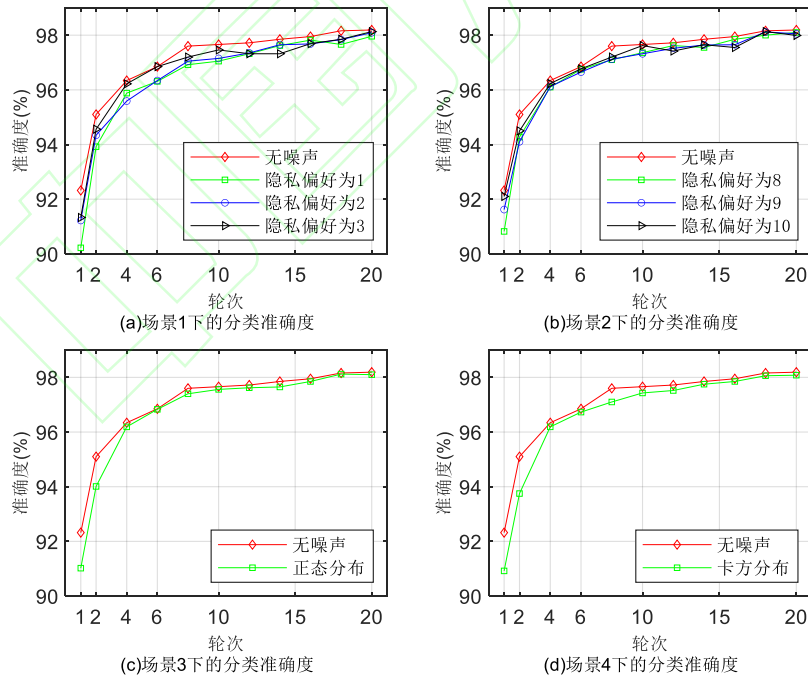 98
96
94
92
90
准确度(%)
无噪声
隐私偏好为1
隐私偏好为2
隐私偏好为3
1 2 4 6 10 15 20
轮次
(a)场景1下的分类准确度
98
96
94
92
90
准确度(%)
无噪声
隐私偏好为8
隐私偏好为9
隐私偏好为10
1 2 4 6 10 15 20
轮次
(b)场景2下的分类准确度
98
96
94
92
90
准确度(%)
无噪声
正态分布
1 2 4 6 10 15 20
轮次
(c)场景3下的分类准确度
98
96
94
92
90
准确度(%)
无噪声
卡方分布
1 2 4 6 10 15 20
轮次
(d)场景4下的分类准确度